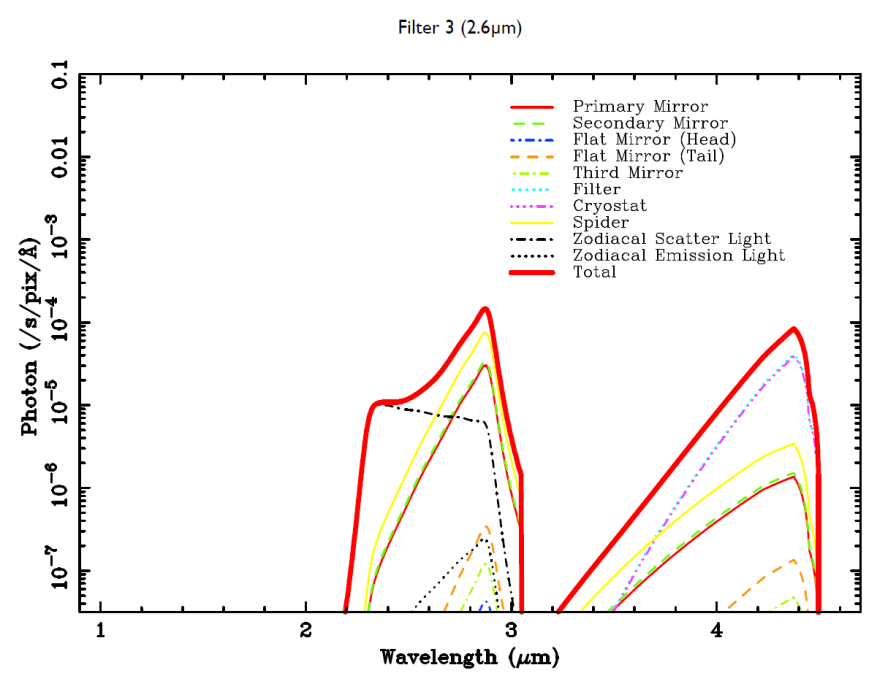 Filter 3 (2.6μm)
0.1
0.01
10⁻³
10⁻⁴
10⁻⁵
10⁻⁶
10⁻⁷
Photon (/s/pix/Å)
Primary Mirror
Secondary Mirror
Flat Mirror (Head)
Flat Mirror (Tail)
Third Mirror
Filter
Cryostat
Spider
Zodiacal Scatter Light
Zodiacal Emission Light
Total
1 2 3 4
Wavelength (μm)